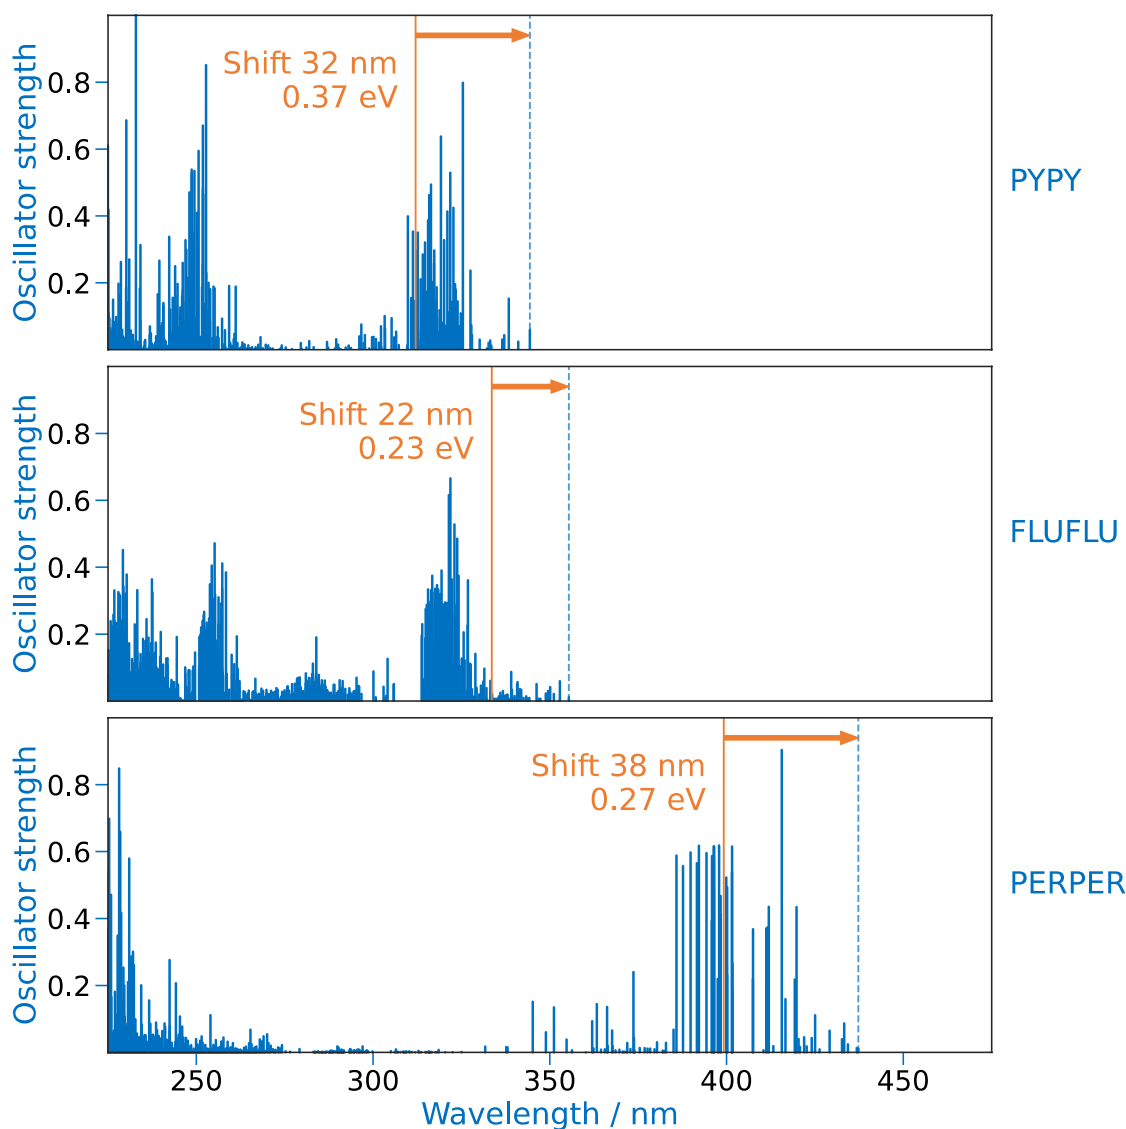 Oscillator strength
0.8
0.6
0.4
0.2
Shift 32 nm
0.37 eV
PYPY
Oscillator strength
0.8
0.6
0.4
0.2
Shift 22 nm
0.23 eV
FLUFLU
Oscillator strength
0.8
0.6
0.4
0.2
Shift 38 nm
0.27 eV
PERPER
250 300 350 400 450
Wavelength / nm